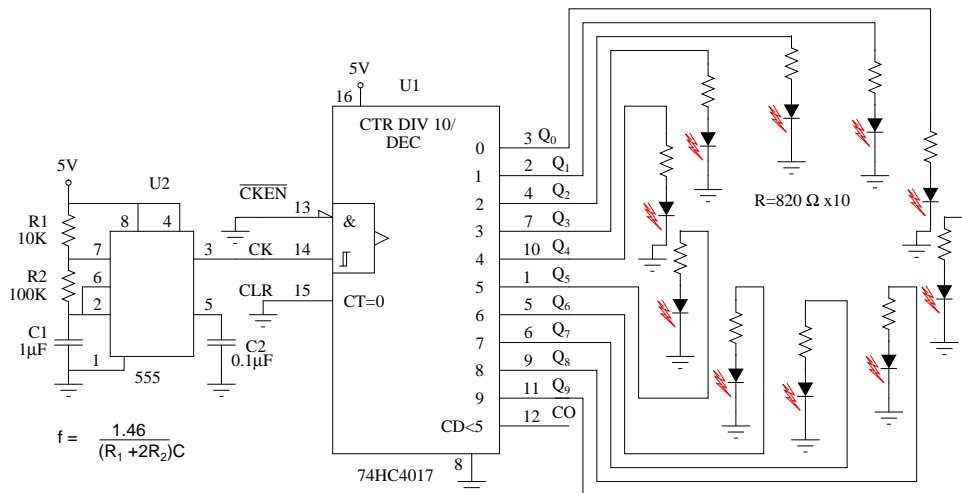 5V
U1
16
CTR DIV 10/
DEC
0
3 Q0
1
2 Q1
2
4 Q2
3
7 Q3
4
10 Q4
5
1 Q5
6
5 Q6
7
6 Q7
8
9 Q8
9
11 Q9
CD<5
12 CO
R=820 Ω x10
CKEN
13
&
CK
14
CLR
15
CT=0
8
74HC4017
5V
U2
R1
10K
8
4
7
3
R2
100K
6
2
5
C1
1µF
1
C2
0.1µF
555
f = 1.46
(R1 +2R2)C